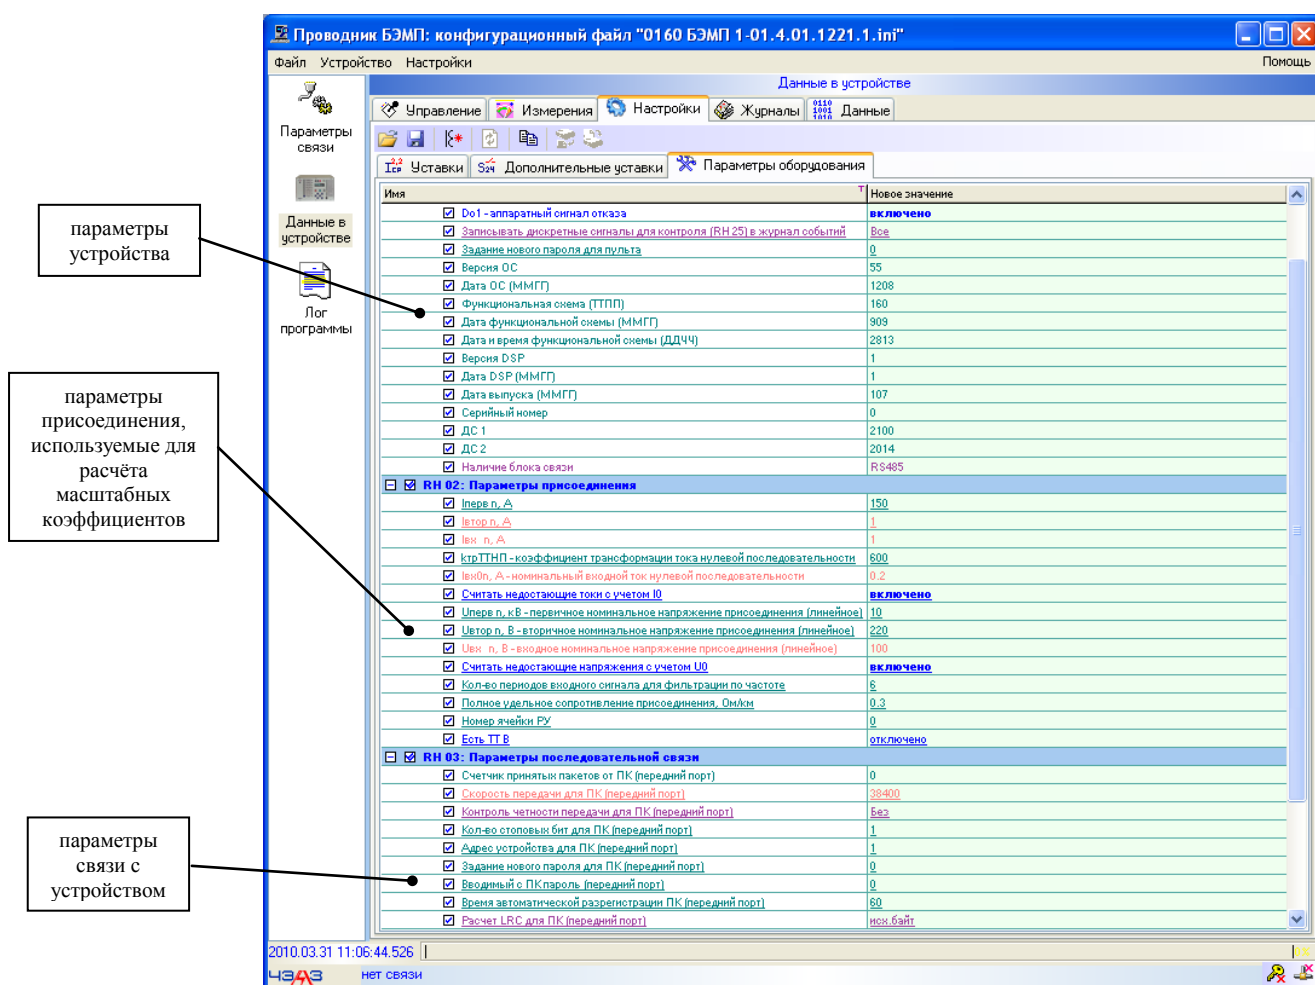 Проводник БЭМП: конфигурационный файл "0160 БЭМП 1-01.4.01.1221.1.ini"
Файл Устройство Настройки Помощь
Данные в устройстве
Управление Измерения Настройки Журналы Данные
Параметры
связи
Уставки Дополнительные уставки Параметры оборудования
Имя Новое значение
Данные в
устройстве
Лог
программы
параметры
устройства
Do1 - аппаратный сигнал отказа включено
Записывать дискретные сигналы для контроля (RH 25) в журнал событий Все
Задание нового пароля для пульта 0
Версия ОС 55
Дата ОС (ММГГ) 1208
Функциональная схема (ТТПП) 160
Дата функциональной схемы (ММГГ) 909
Дата и время функциональной схемы (ДДЧЧ) 2813
Версия DSP 1
Дата DSP (ММГГ) 1
Дата выпуска (ММГГ) 107
Серийный номер 0
ДС 1 2100
ДС 2 2014
Наличие блока связи RS485
параметры
присоединения,
используемые для
расчёта
масштабных
коэффициентов
RH 02: Параметры присоединения
Iперв n, А 150
Iвтор n, А 1
Iвх n, А 1
kтрТТНП - коэффициент трансформации тока нулевой последовательности 600
Iвх0n, А - номинальный входной ток нулевой последовательности 0.2
Считать недостающие токи с учетом I0 включено
Uперв n, кВ - первичное номинальное напряжение присоединения (линейное) 10
Uвтор n, В - вторичное номинальное напряжение присоединения (линейное) 220
Uвх n, В - входное номинальное напряжение присоединения (линейное) 100
Считать недостающие напряжения с учетом U0 включено
Кол-во периодов входного сигнала для фильтрации по частоте 6
Полное удельное сопротивление присоединения, Ом/км 0.3
Номер ячейки РУ 0
Есть ТТ В отключено
RH 03: Параметры последовательной связи
Счетчик принятых пакетов от ПК (передний порт) 0
Скорость передачи для ПК (передний порт) 38400
Контроль четности передачи для ПК (передний порт) Без
Кол-во стоповых бит для ПК (передний порт) 1
Адрес устройства для ПК (передний порт) 1
Задание нового пароля для ПК (передний порт) 0
Вводимый с ПК пароль (передний порт) 0
Время автоматической разрегистрации ПК (передний порт) 60
Расчет LRC для ПК (передний порт) исх.байт
параметры
связи с
устройством
2010.03.31 11:06:44.526
ЧЭАЗ нет связи